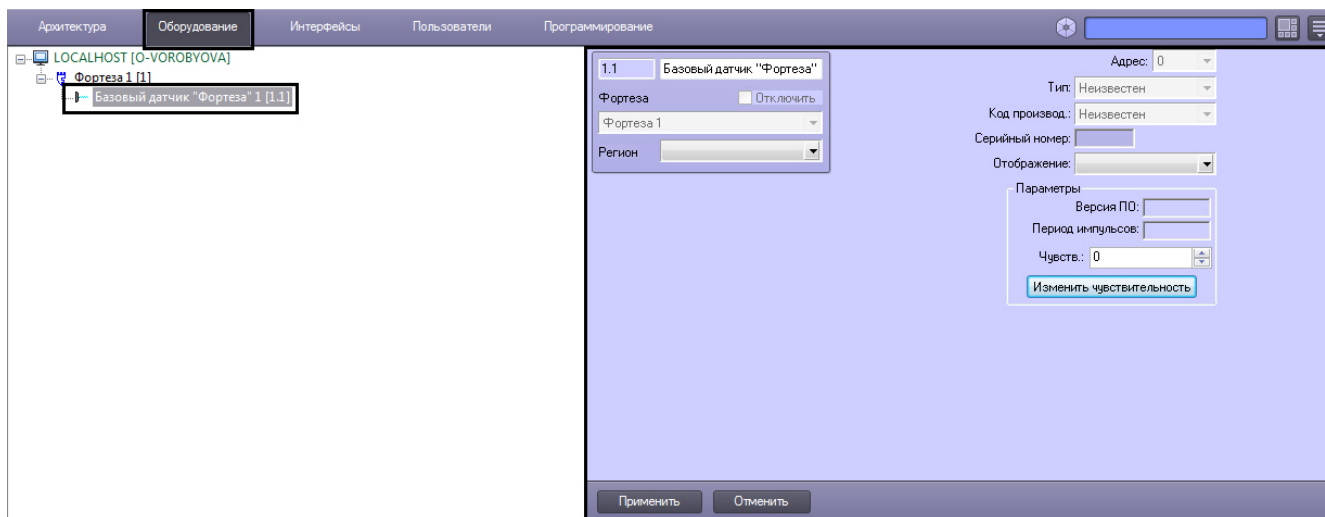 Архитектура Оборудование Интерфейсы Пользователи Программирование
LOCALHOST [O-VOROBYOVA]
Фортеза 1 [1]
Базовый датчик "Фортеза" 1 [1.1]
1.1 Базовый датчик "Фортеза"
Фортеза Отключить
Фортеза 1
Регион
Адрес: 0
Тип: Неизвестен
Код производ.: Неизвестен
Серийный номер:
Отображение:
Параметры
Версия ПО:
Период импульсов:
Чувств.: 0
Изменить чувствительность
Применить Отменить